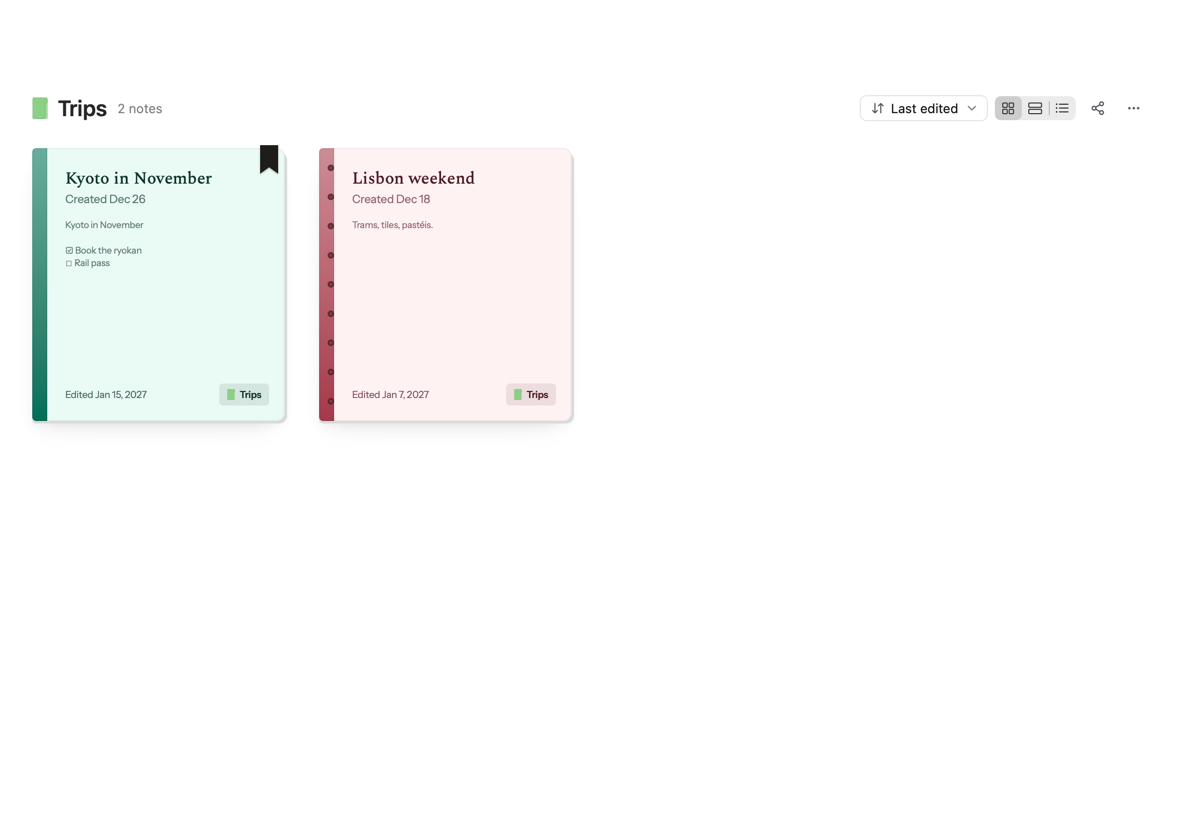 Trips 2 notes
Last edited
Kyoto in November
Created Dec 26
Kyoto in November
☑ Book the ryokan
☐ Rail pass
Edited Jan 15, 2027
Trips
Lisbon weekend
Created Dec 18
Trams, tiles, pastéis.
Edited Jan 7, 2027
Trips